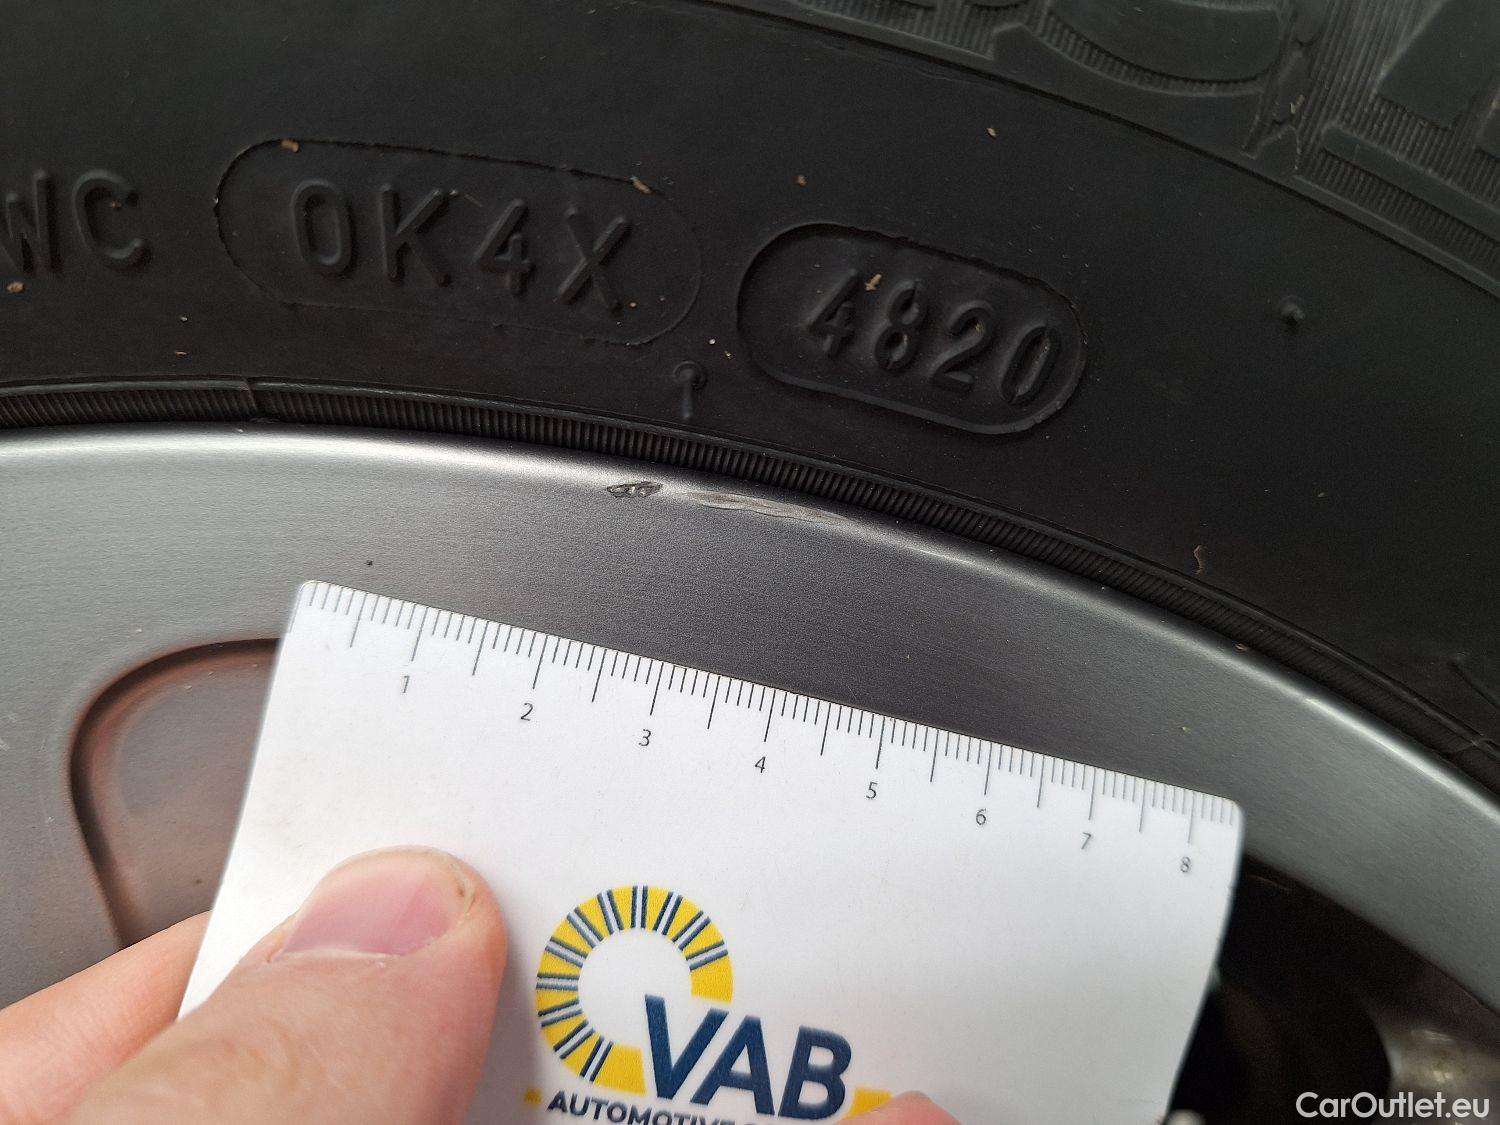 WC 0K4X 4820
1 2 3 4 5 6 7 8
VAB
AUTOMOTIVE
CarOutlet.eu